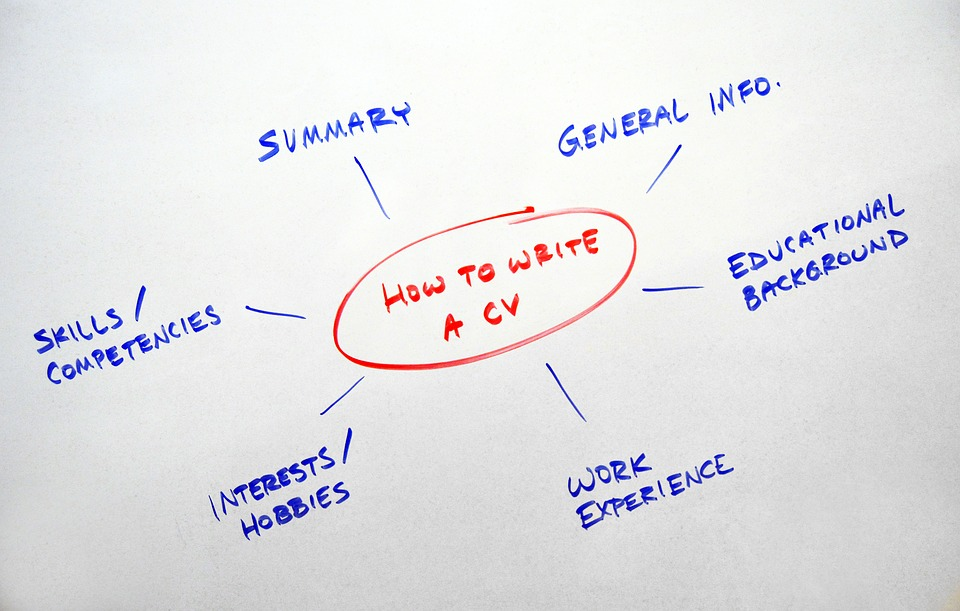 SUMMARY
GENERAL INFO.
HOW TO WRITE
A CV
EDUCATIONAL
BACKGROUND
SKILLS/
COMPETENCIES
INTERESTS/
HOBBIES
WORK
EXPERIENCE